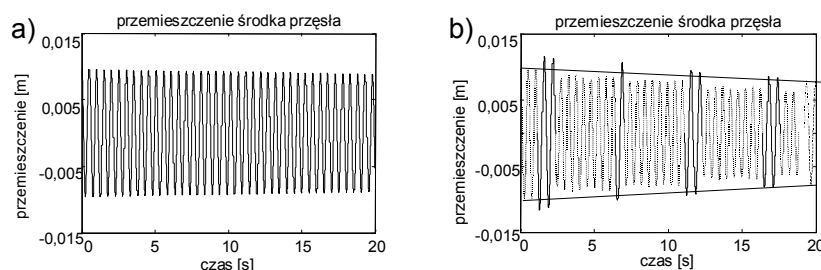 a)
przemieszczenie środka przęsła
przemieszczenie [m]
0,015
0,005
-0,005
-0,015
0 5 10 15 20
czas [s]
b)
przemieszczenie środka przęsła
przemieszczenie [m]
0,015
0,005
-0,005
-0,015
0 5 10 15 20
czas [s]